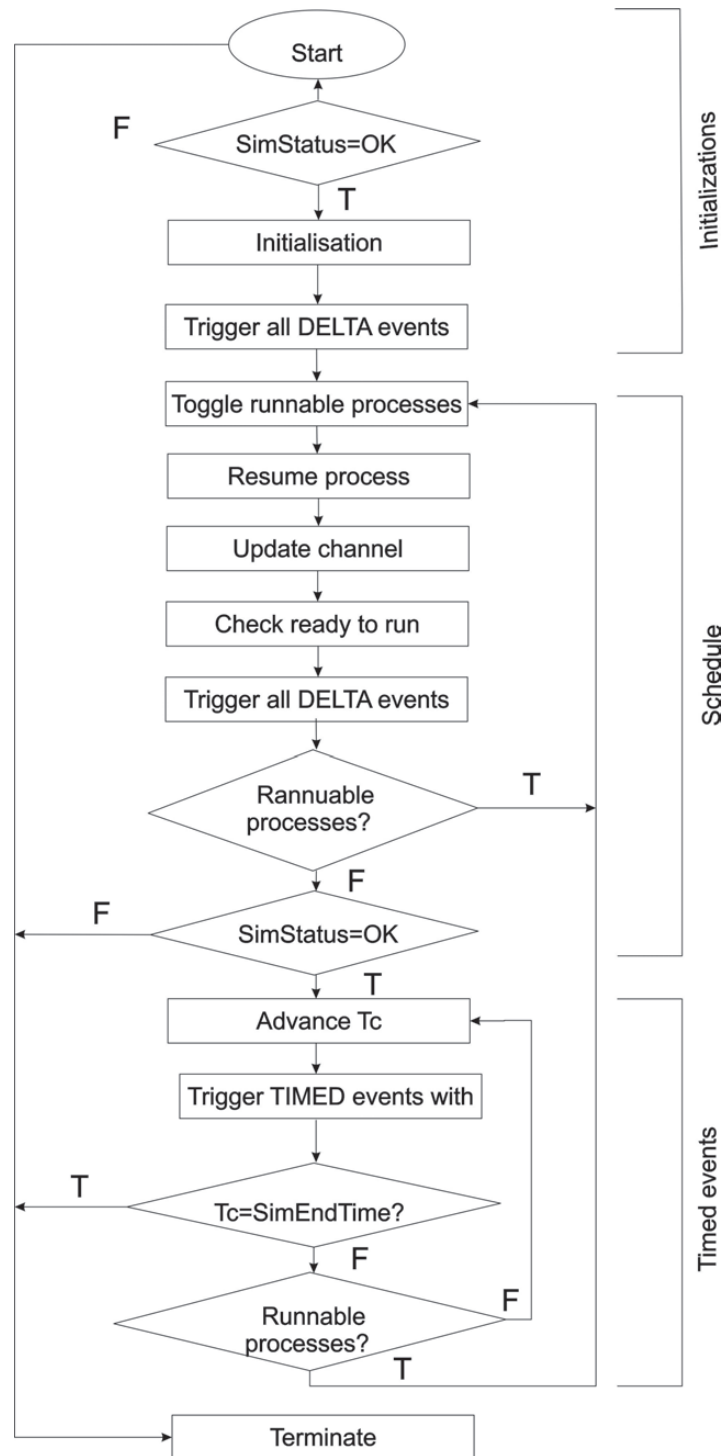 Start
F
SimStatus=OK
T
Initialisation
Trigger all DELTA events
Initializations
Toggle runnable processes
Resume process
Update channel
Check ready to run
Trigger all DELTA events
Rannuable
processes?
T
F
F
SimStatus=OK
T
Schedule
Advance Tc
Trigger TIMED events with
T
Tc=SimEndTime?
F
Runnable
processes?
F
T
Timed events
Terminate